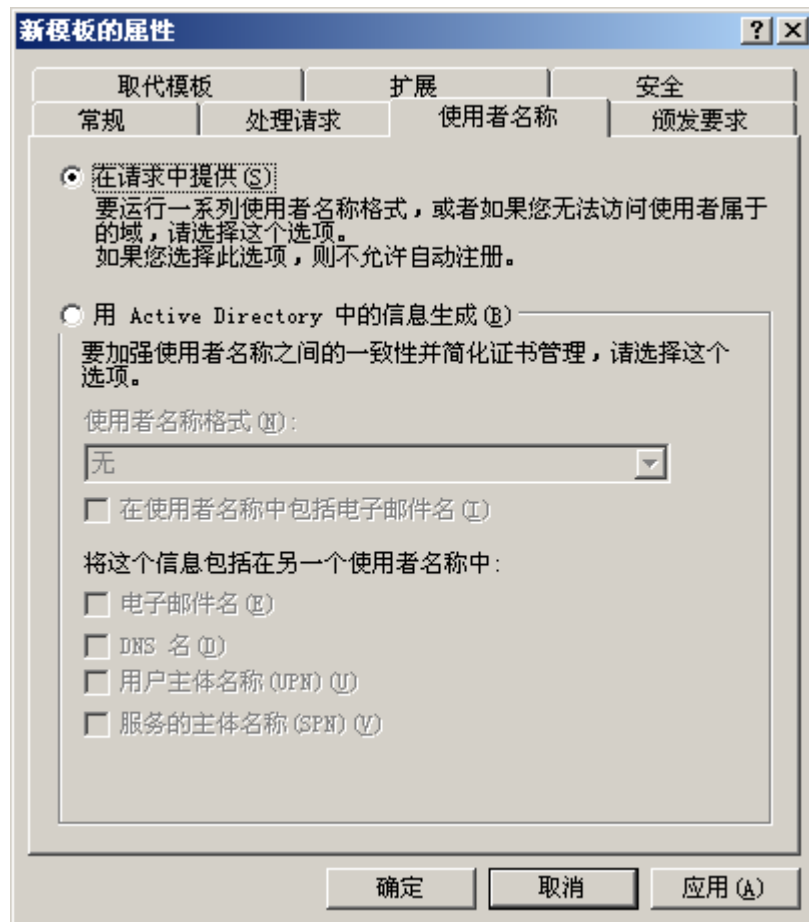 新模板的属性
取代模板 扩展 安全
常规 处理请求 使用者名称 颁发要求
在请求中提供(S)
要运行一系列使用者名称格式，或者如果您无法访问使用者属于
的域，请选择这个选项。
如果您选择此选项，则不允许自动注册。
用 Active Directory 中的信息生成(B)
要加强使用者名称之间的一致性并简化证书管理，请选择这个
选项。
使用者名称格式(N):
无
在使用者名称中包括电子邮件名(I)
将这个信息包括在另一个使用者名称中:
电子邮件名(E)
DNS 名(D)
用户主体名称(UPN)(U)
服务的主体名称(SPN)(V)
确定 取消 应用(A)